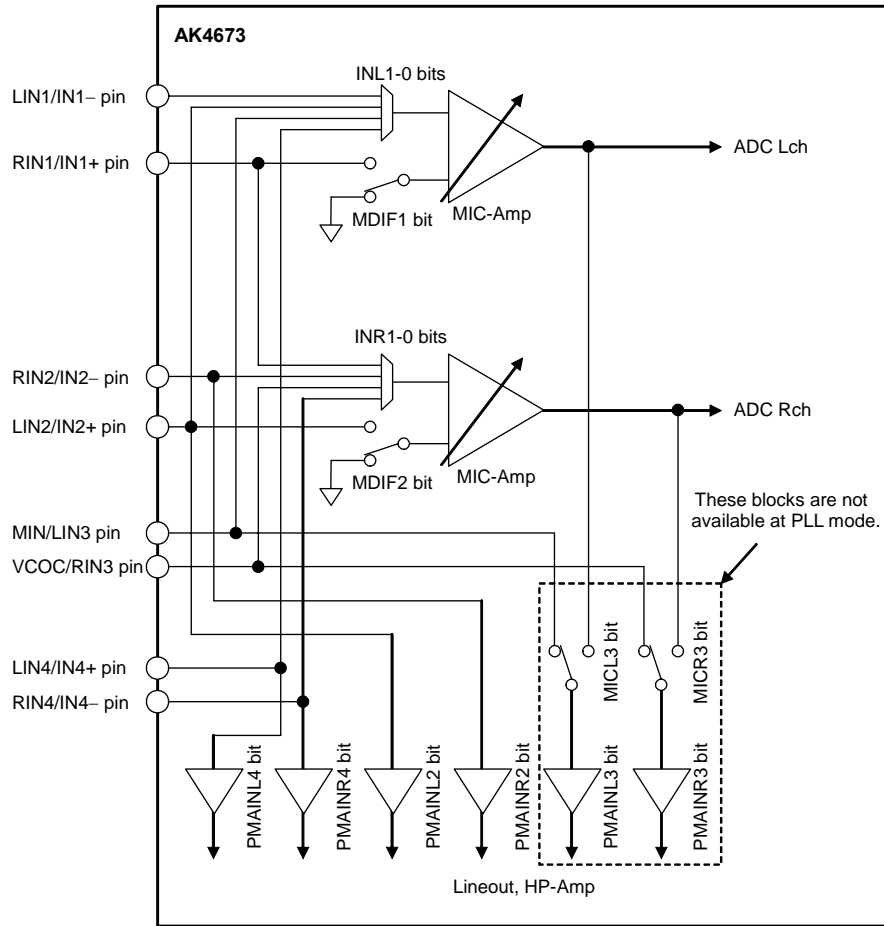 AK4673
INL1-0 bits
LIN1/IN1− pin
RIN1/IN1+ pin
ADC Lch
MDIF1 bit
MIC-Amp
INR1-0 bits
RIN2/IN2− pin
LIN2/IN2+ pin
ADC Rch
MDIF2 bit
MIC-Amp
These blocks are not
available at PLL mode.
MIN/LIN3 pin
VCOC/RIN3 pin
LIN4/IN4+ pin
RIN4/IN4− pin
MICL3 bit
MICR3 bit
PMAINL4 bit
PMAINR4 bit
PMAINL2 bit
PMAINR2 bit
PMAINL3 bit
PMAINR3 bit
Lineout, HP-Amp